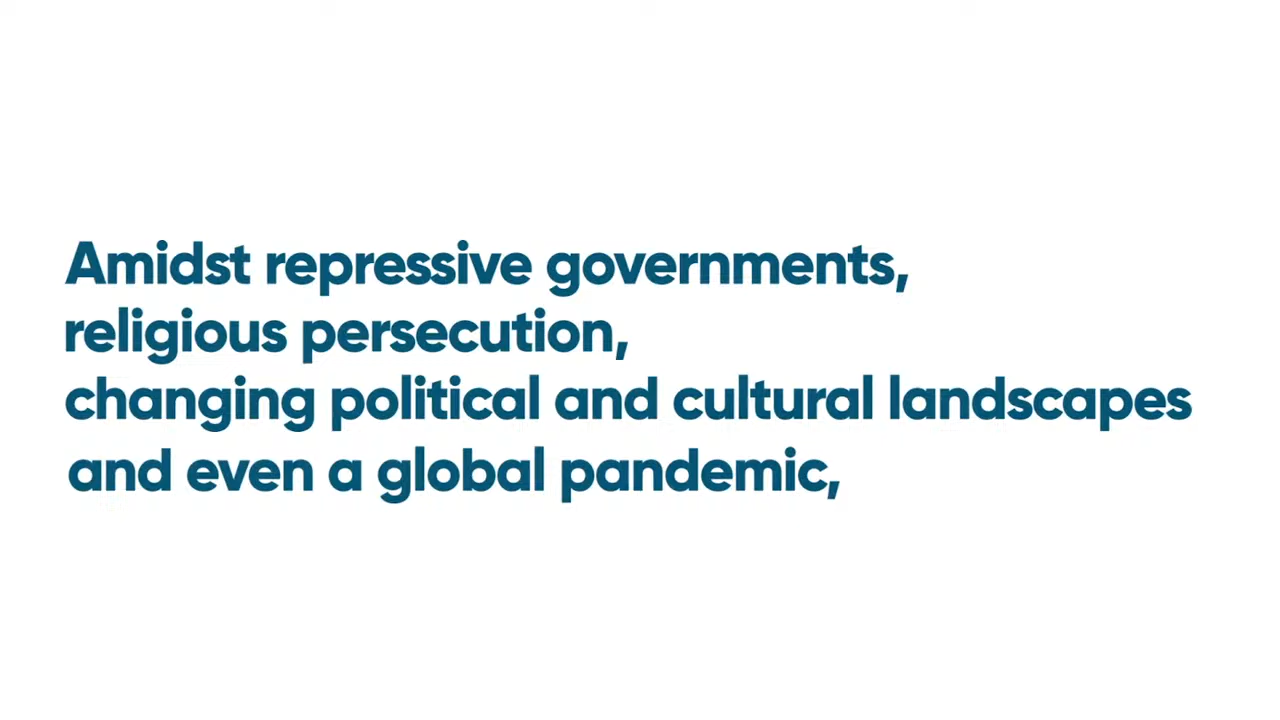 Amidst repressive governments,
religious persecution,
changing political and cultural landscapes
and even a global pandemic,